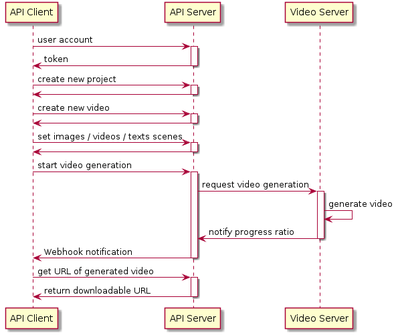 API Client API Server Video Server
user account
token
create new project
create new video
set images / videos / texts scenes
start video generation
request video generation
generate video
notify progress ratio
Webhook notification
get URL of generated video
return downloadable URL
API Client API Server Video Server